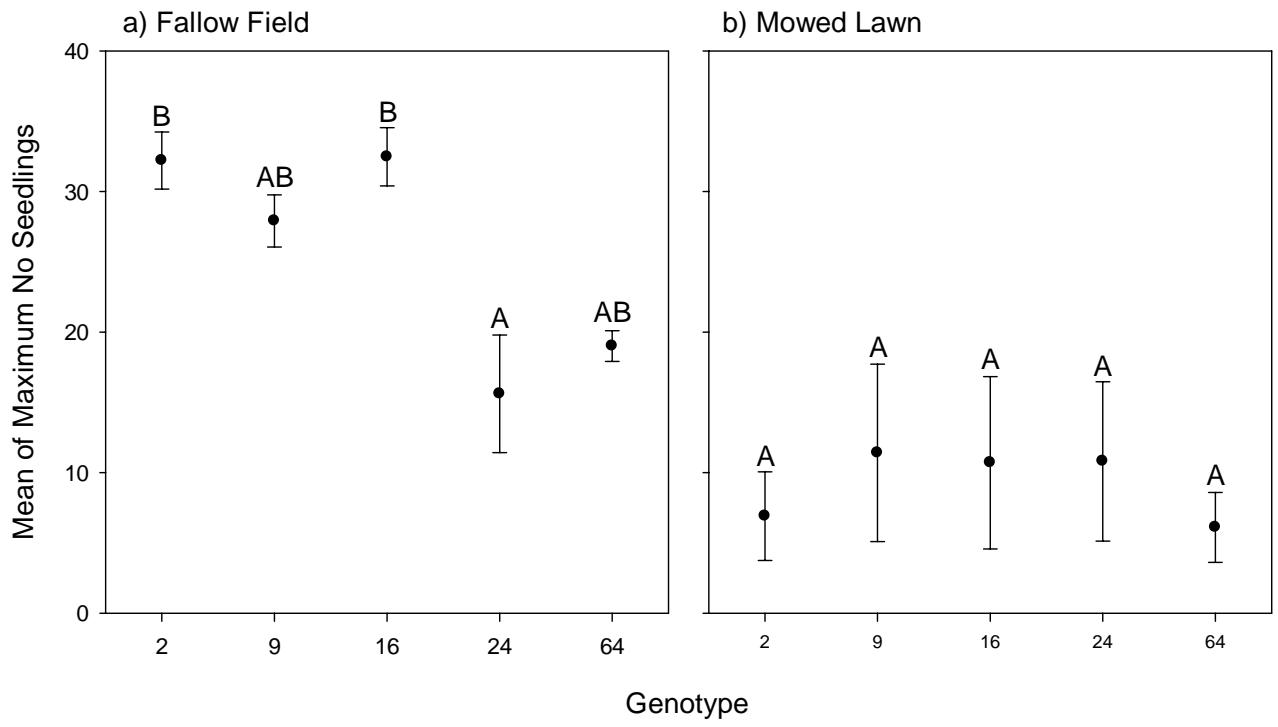 a) Fallow Field
b) Mowed Lawn
Mean of Maximum No Seedlings
40
30
20
10
0
B
AB
B
A
AB
A
A
A
A
A
2 9 16 24 64
2 9 16 24 64
Genotype